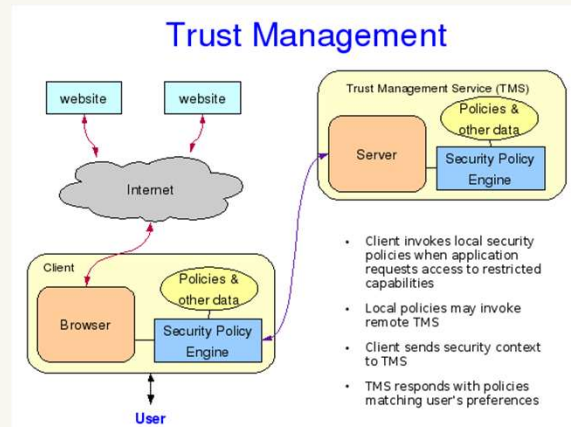 Trust Management
website
website
Trust Management Service (TMS)
Policies &
other data
Server
Security Policy
Engine
Internet
Client
Policies &
other data
Browser
Security Policy
Engine
User
• Client invokes local security
policies when application
requests access to restricted
capabilities
• Local policies may invoke
remote TMS
• Client sends security context
to TMS
• TMS responds with policies
matching user's preferences